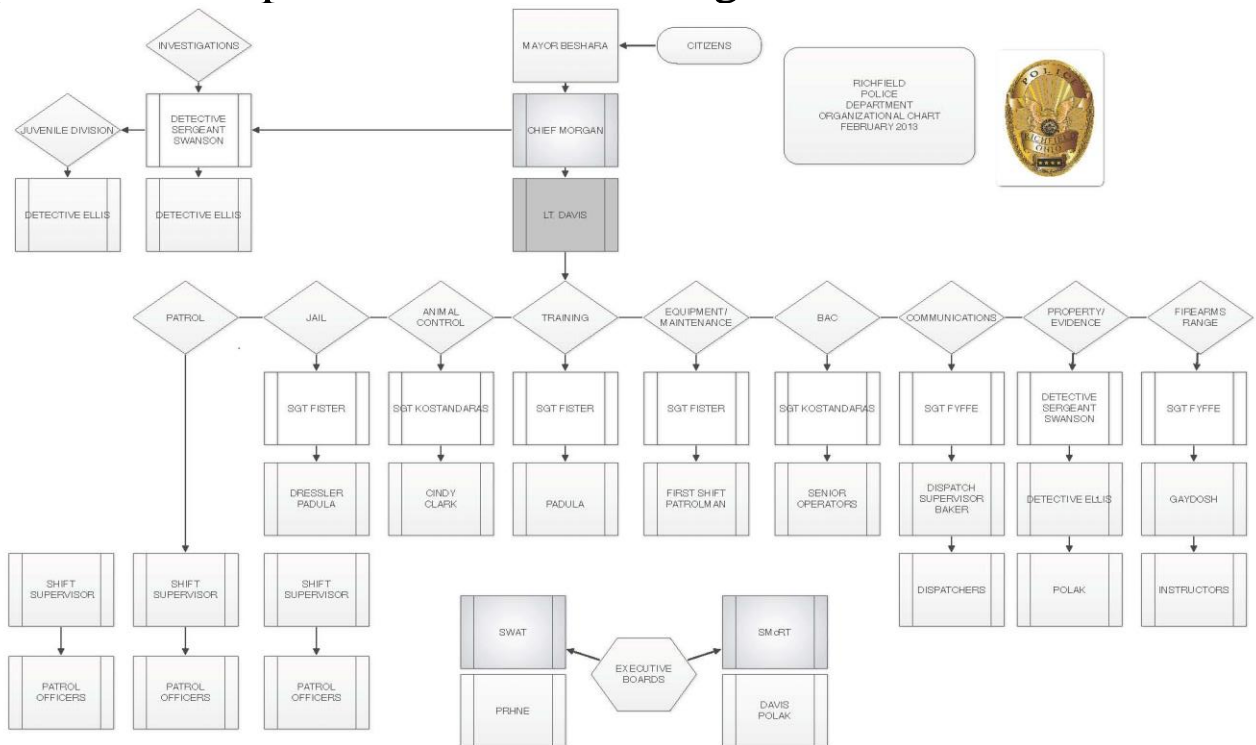 INVESTIGATIONS
MAYOR BESHARA
CITIZENS
RICHFIELD
POLICE
DEPARTMENT
ORGANIZATIONAL CHART
FEBRUARY 2013
POLICE
RICHFIELD
OHIO
JUVENILE DIVISION
DETECTIVE
SERGEANT
SWANSON
CHIEF MORGAN
DETECTIVE ELLIS
DETECTIVE ELLIS
LT. DAVIS
PATROL
JAIL
ANIMAL
CONTROL
TRAINING
EQUIPMENT/
MAINTENANCE
BAC
COMMUNICATIONS
PROPERTY/
EVIDENCE
FIREARMS
RANGE
SGT FISTER
SGT KOSTANDARAS
SGT FISTER
SGT FISTER
SGT KOSTANDARAS
SGT FYFFE
DETECTIVE
SERGEANT
SWANSON
SGT FYFFE
DRESSLER
PADULA
CINDY
CLARK
PADULA
FIRST SHIFT
PATROLMAN
SENIOR
OPERATORS
DISPATCH
SUPERVISOR
BAKER
DETECTIVE ELLIS
GAYDOSH
SHIFT
SUPERVISOR
SHIFT
SUPERVISOR
SHIFT
SUPERVISOR
DISPATCHERS
POLAK
INSTRUCTORS
SWAT
EXECUTIVE
BOARDS
SMcRT
PATROL
OFFICERS
PATROL
OFFICERS
PATROL
OFFICERS
PRHNE
DAVIS
POLAK